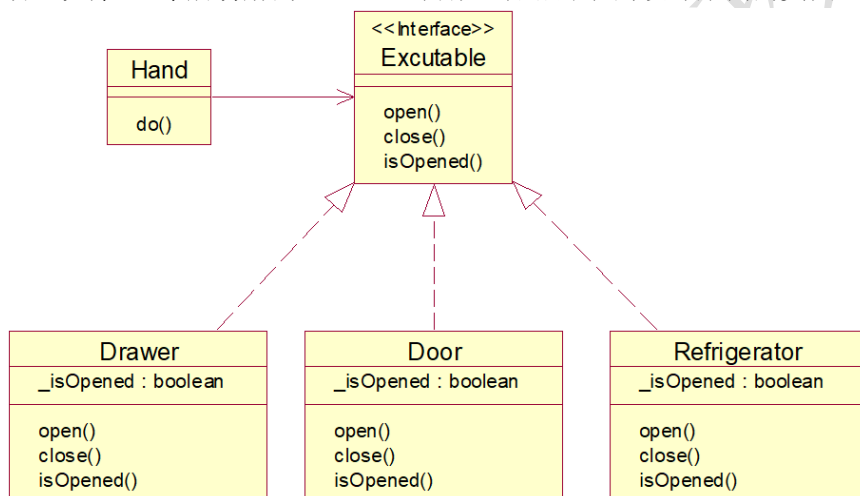 <<Interface>>
Excutable
Hand
do()
open()
close()
isOpened()
Drawer
_isOpened : boolean
open()
close()
isOpened()
Door
_isOpened : boolean
open()
close()
isOpened()
Refrigerator
_isOpened : boolean
open()
close()
isOpened()